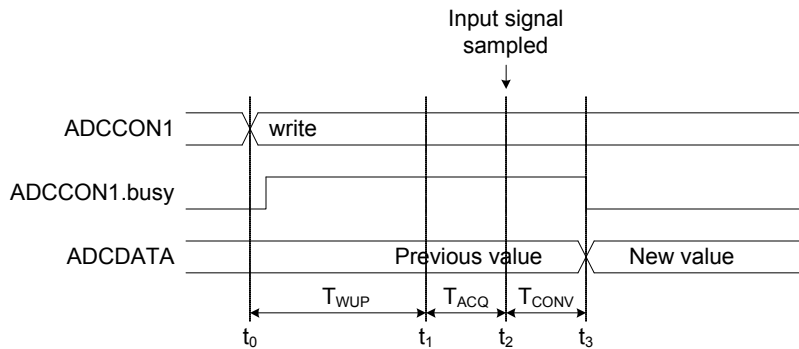 Input signal
sampled
ADCCON1
write
ADCCON1.busy
ADCDATA
Previous value
New value
TWUP
TACQ
TCONV
t0
t1
t2
t3